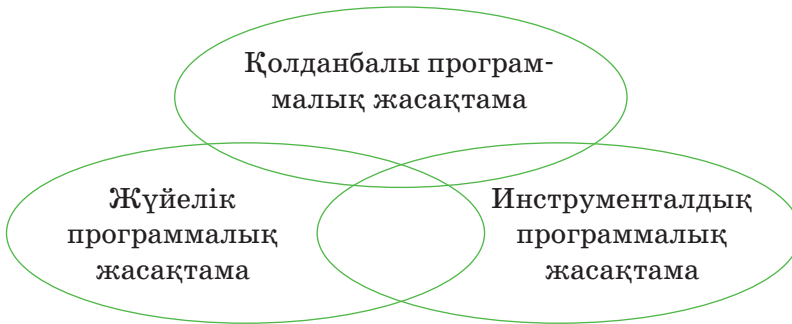 Қолданбалы програм-
малық жасақтама
Жүйелік
программалық
жасақтама
Инструменталдық
программалық
жасақтама